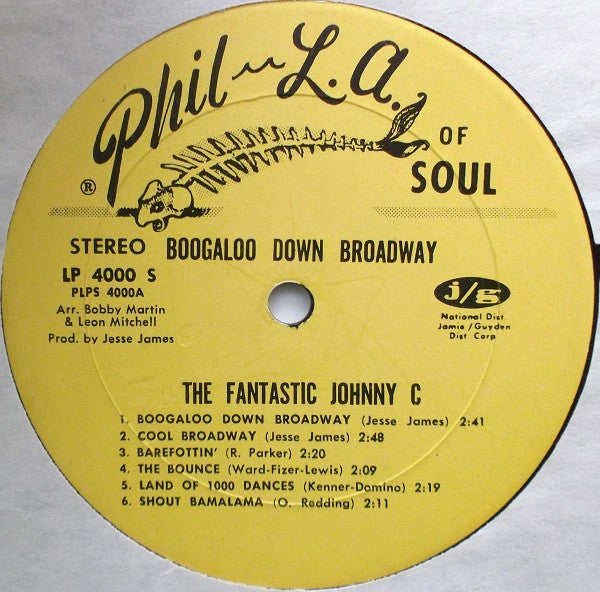 Phil-L.A.
OF
SOUL
®
STEREO BOOGALOO DOWN BROADWAY
LP 4000 S
PLPS 4000A
Arr. Bobby Martin
& Leon Mitchell
Prod. by Jesse James
j/g
National Dist.
Jamie/Guyden
Dist. Corp
THE FANTASTIC JOHNNY C
1. BOOGALOO DOWN BROADWAY (Jesse James) 2:41
2. COOL BROADWAY (Jesse James) 2:48
3. BAREFOTTIN' (R. Parker) 2:20
4. THE BOUNCE (Ward-Fizer-Lewis) 2:09
5. LAND OF 1000 DANCES (Kenner-Domino) 2:19
6. SHOUT BAMALAMA (O. Redding) 2:11